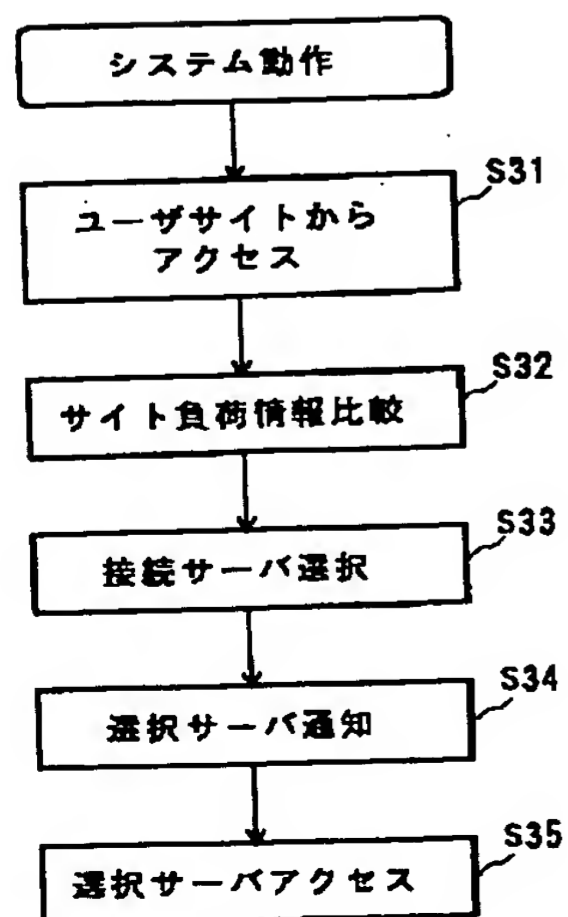 システム動作
S31
ユーザサイトから
アクセス
S32
サイト負荷情報比較
S33
接続サーバ選択
S34
選択サーバ通知
S35
選択サーバアクセス